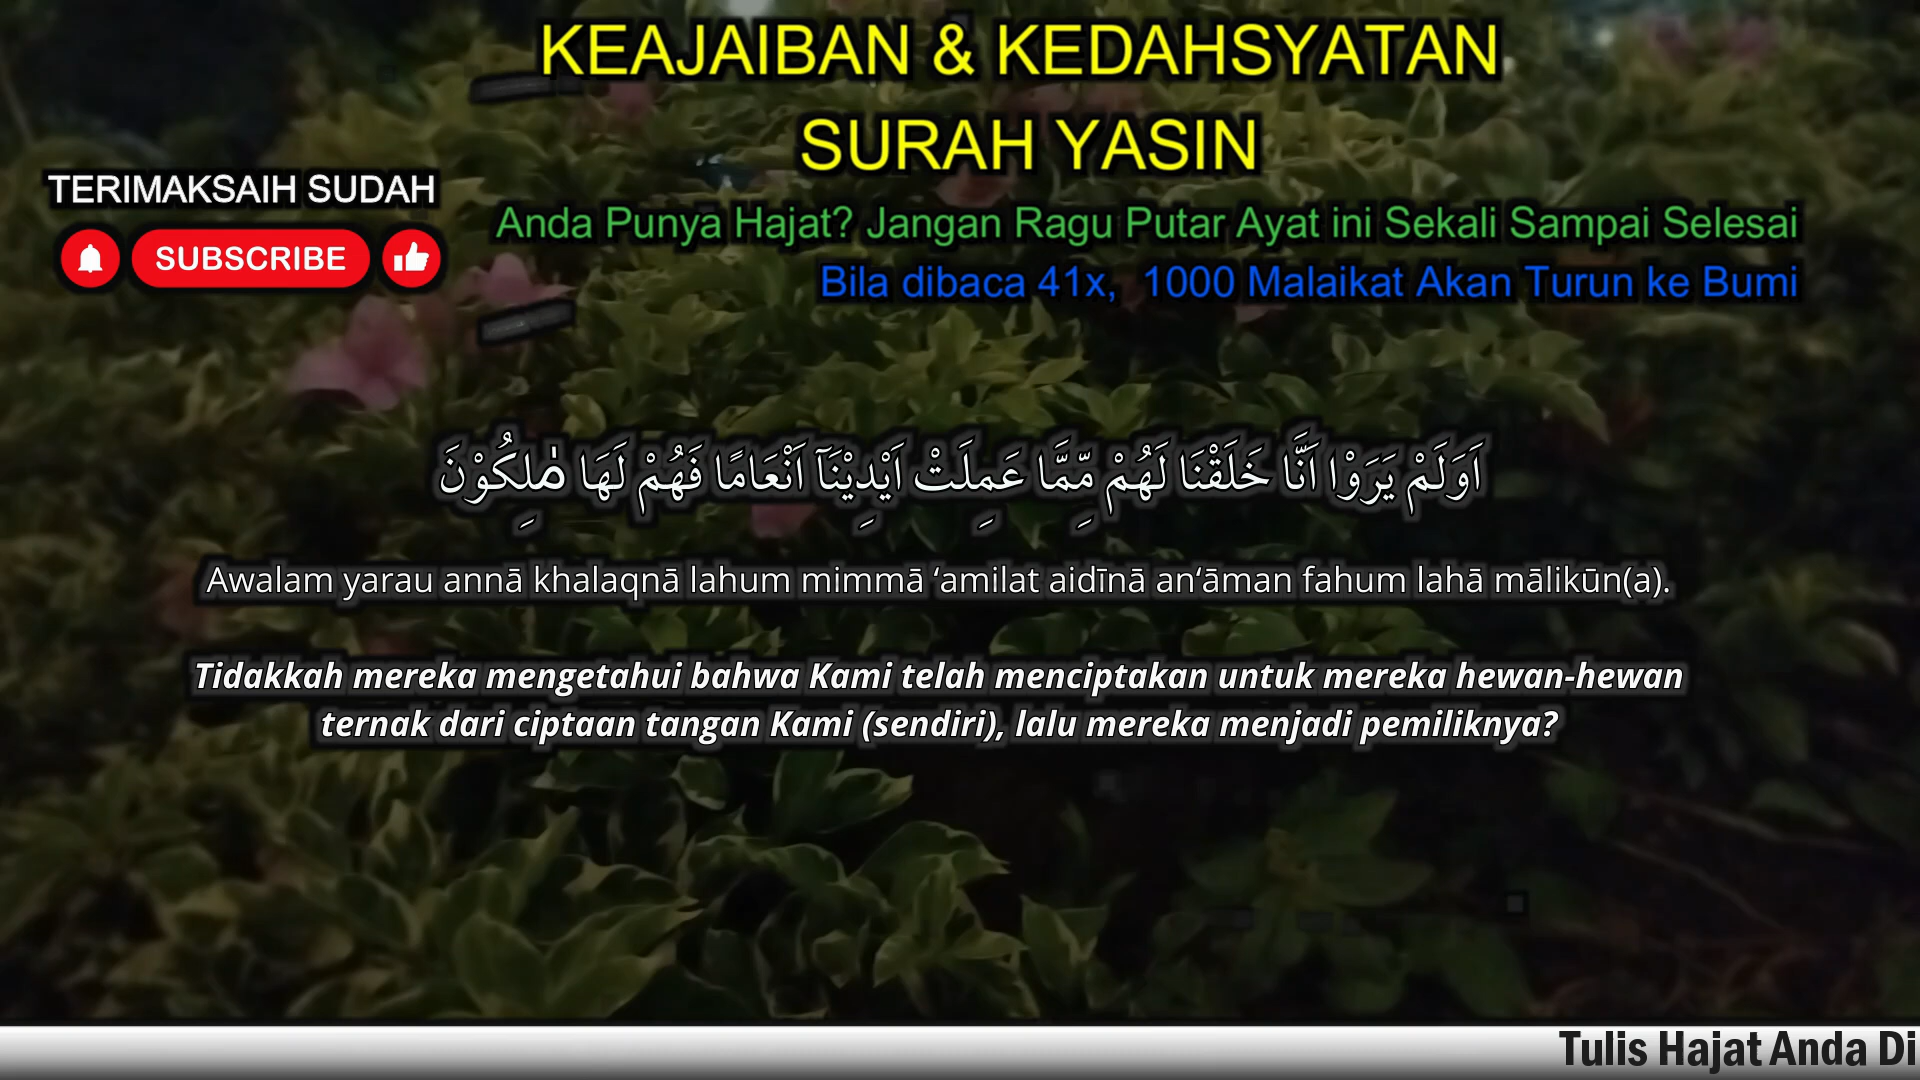 KEAJAIBAN & KEDAHSYATAN
SURAH YASIN
TERIMAKSAIH SUDAH
SUBSCRIBE
Anda Punya Hajat? Jangan Ragu Putar Ayat ini Sekali Sampai Selesai
Bila dibaca 41x, 1000 Malaikat Akan Turun ke Bumi
اَوَلَمْ يَرَوْا اَنَّا خَلَقْنَا لَهُمْ مِّمَّا عَمِلَتْ اَيْدِيْنَآ اَنْعَامًا فَهُمْ لَهَا مٰلِكُوْنَ
Awalam yarau annā khalaqnā lahum mimmā ‘amilat aidīnā an‘āman fahum lahā mālikūn(a).
Tidakkah mereka mengetahui bahwa Kami telah menciptakan untuk mereka hewan-hewan
ternak dari ciptaan tangan Kami (sendiri), lalu mereka menjadi pemiliknya?
Tulis Hajat Anda Di